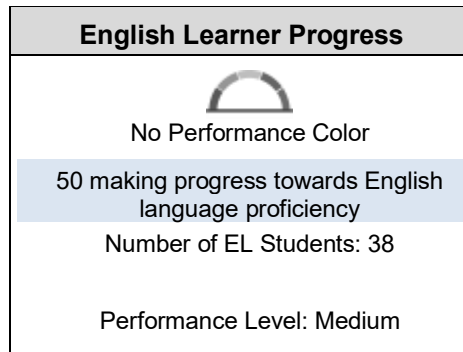 English Learner Progress
No Performance Color
50 making progress towards English
language proficiency
Number of EL Students: 38
Performance Level: Medium